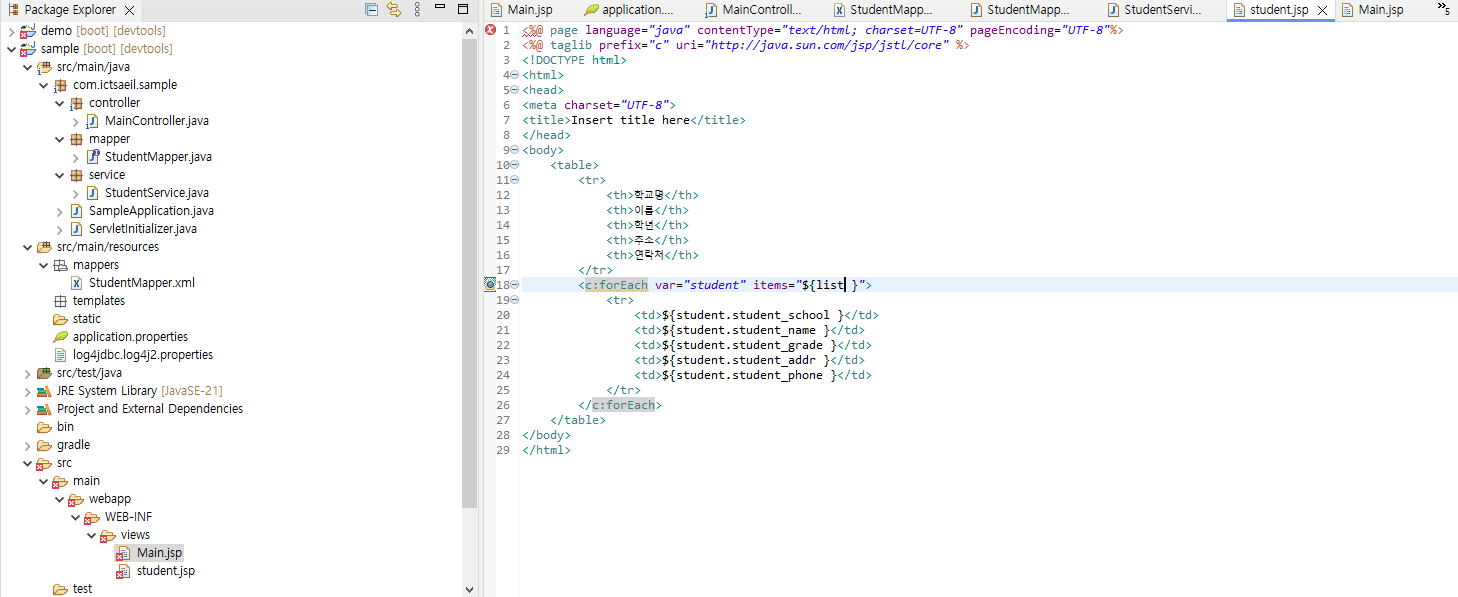 Package Explorer
demo [boot] [devtools]
sample [boot] [devtools]
src/main/java
com.ictsaeil.sample
controller
MainController.java
mapper
StudentMapper.java
service
StudentService.java
SampleApplication.java
ServletInitializer.java
src/main/resources
mappers
StudentMapper.xml
templates
static
application.properties
log4jdbc.log4j2.properties
src/test/java
JRE System Library [JavaSE-21]
Project and External Dependencies
bin
gradle
src
main
webapp
WEB-INF
views
Main.jsp
student.jsp
test
Main.jsp application.... MainControll... StudentMapp... StudentMapp... StudentServi... student.jsp Main.jsp »5
1 <%@ page language="java" contentType="text/html; charset=UTF-8" pageEncoding="UTF-8"%>
2 <%@ taglib prefix="c" uri="http://java.sun.com/jsp/jstl/core" %>
3 <!DOCTYPE html>
4 <html>
5 <head>
6 <meta charset="UTF-8">
7 <title>Insert title here</title>
8 </head>
9 <body>
10 <table>
11 <tr>
12 <th>학교명</th>
13 <th>이름</th>
14 <th>학년</th>
15 <th>주소</th>
16 <th>연락처</th>
17 </tr>
18 <c:forEach var="student" items="${list }">
19 <tr>
20 <td>${student.student_school }</td>
21 <td>${student.student_name }</td>
22 <td>${student.student_grade }</td>
23 <td>${student.student_addr }</td>
24 <td>${student.student_phone }</td>
25 </tr>
26 </c:forEach>
27 </table>
28 </body>
29 </html>